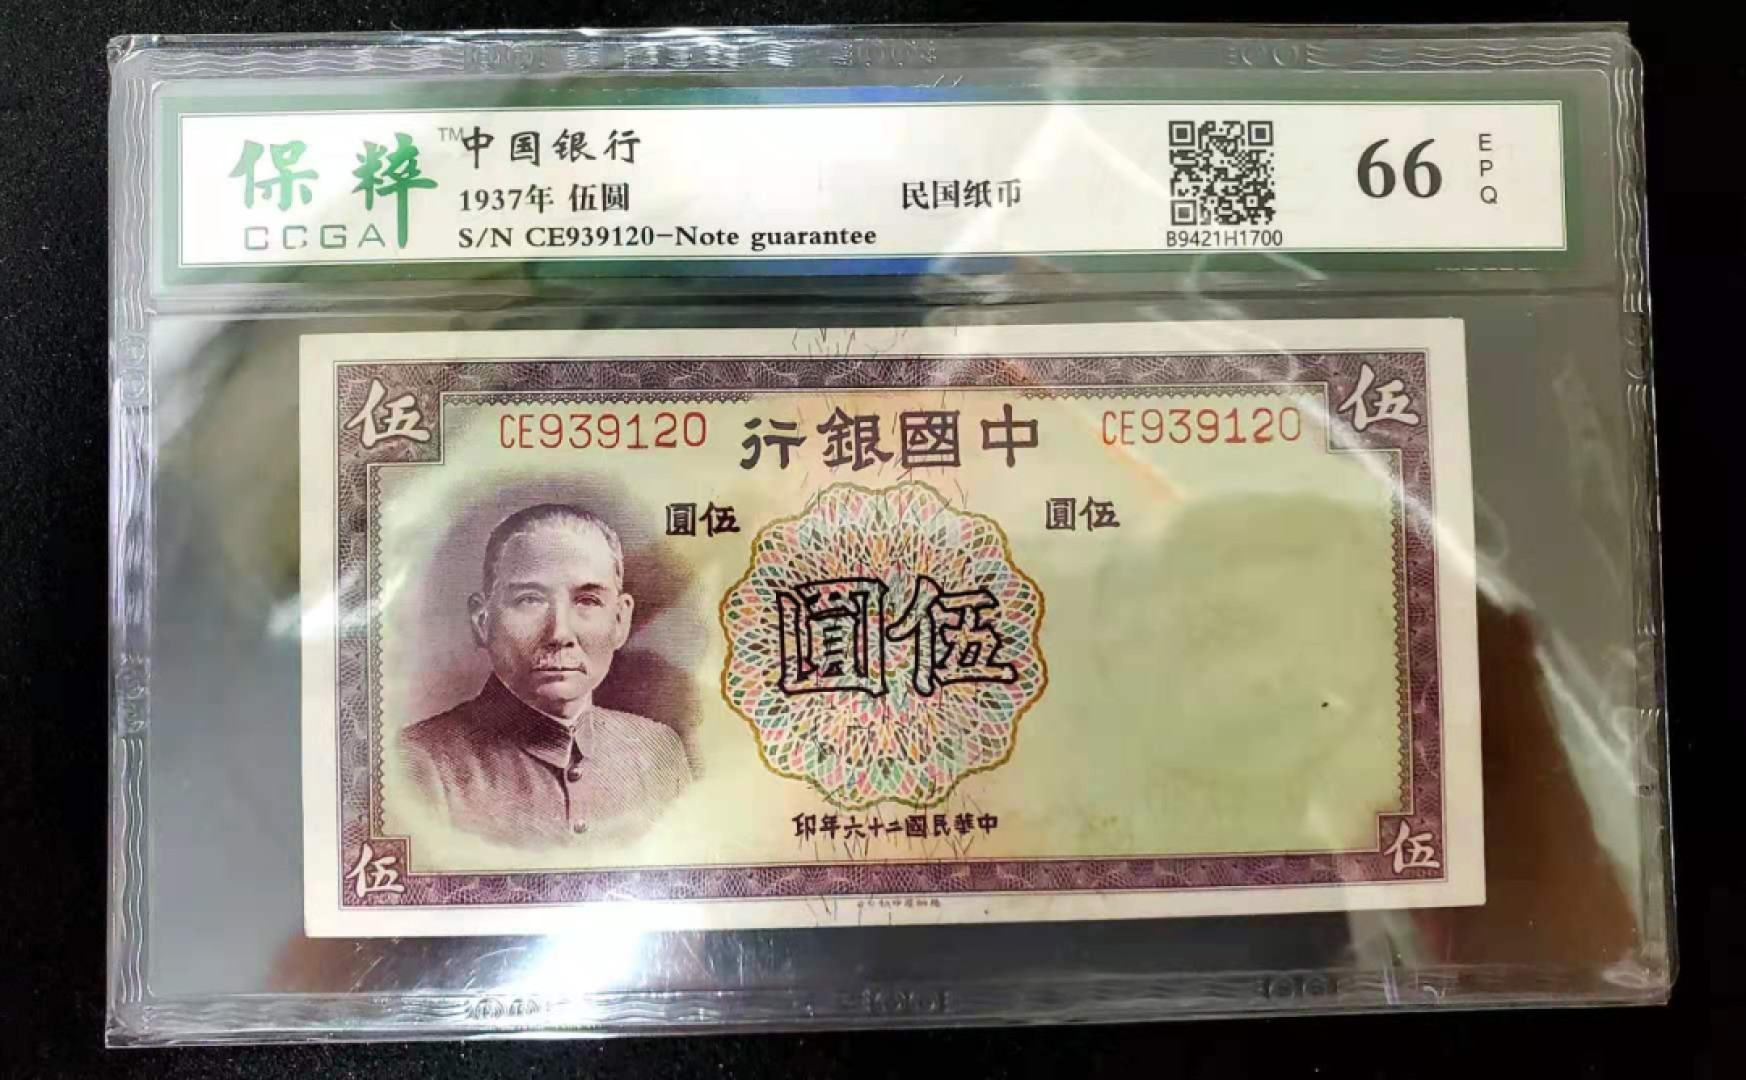 保粹™
CCGA
中国银行
1937年 伍圆
民国纸币
S/N CE939120-Note guarantee
B9421H1700
66
EPQ
伍
伍
CE939120
行銀國中
CE939120
圓伍
圓伍
圓伍
印年六十二國民華中
伍
伍